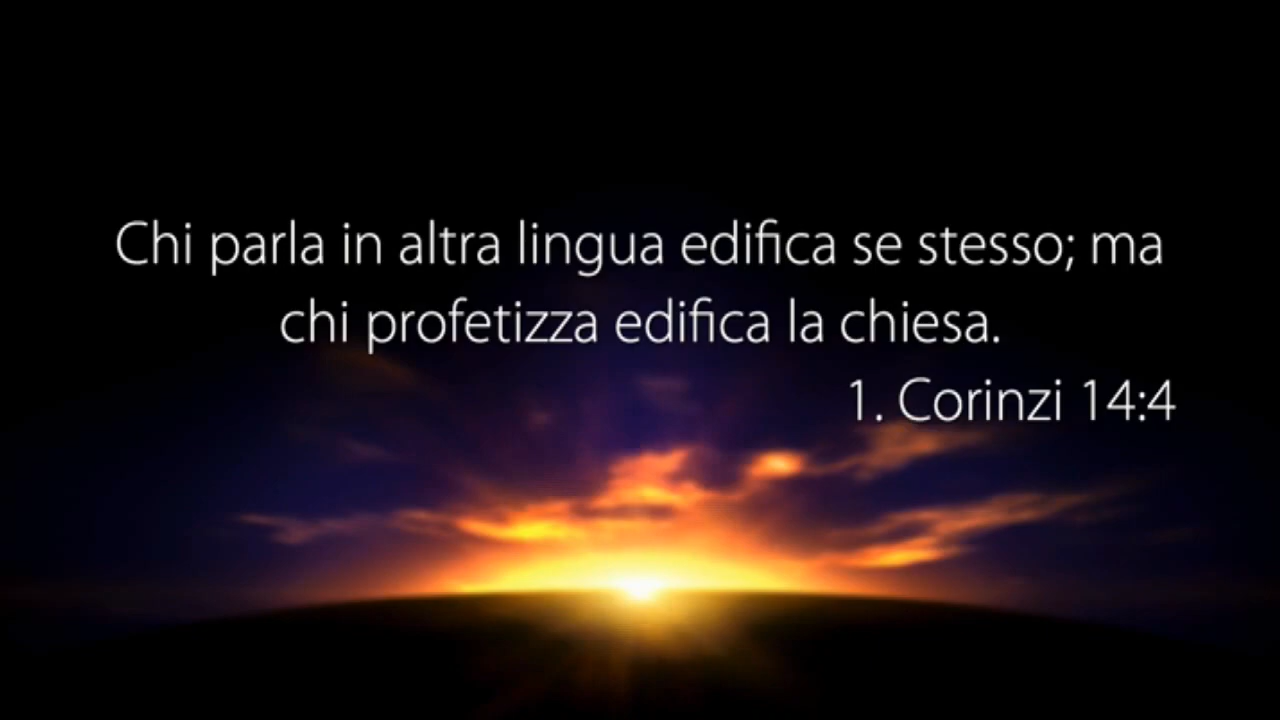 Chi parla in altra lingua edifica se stesso; ma
chi profetizza edifica la chiesa.
1. Corinzi 14:4